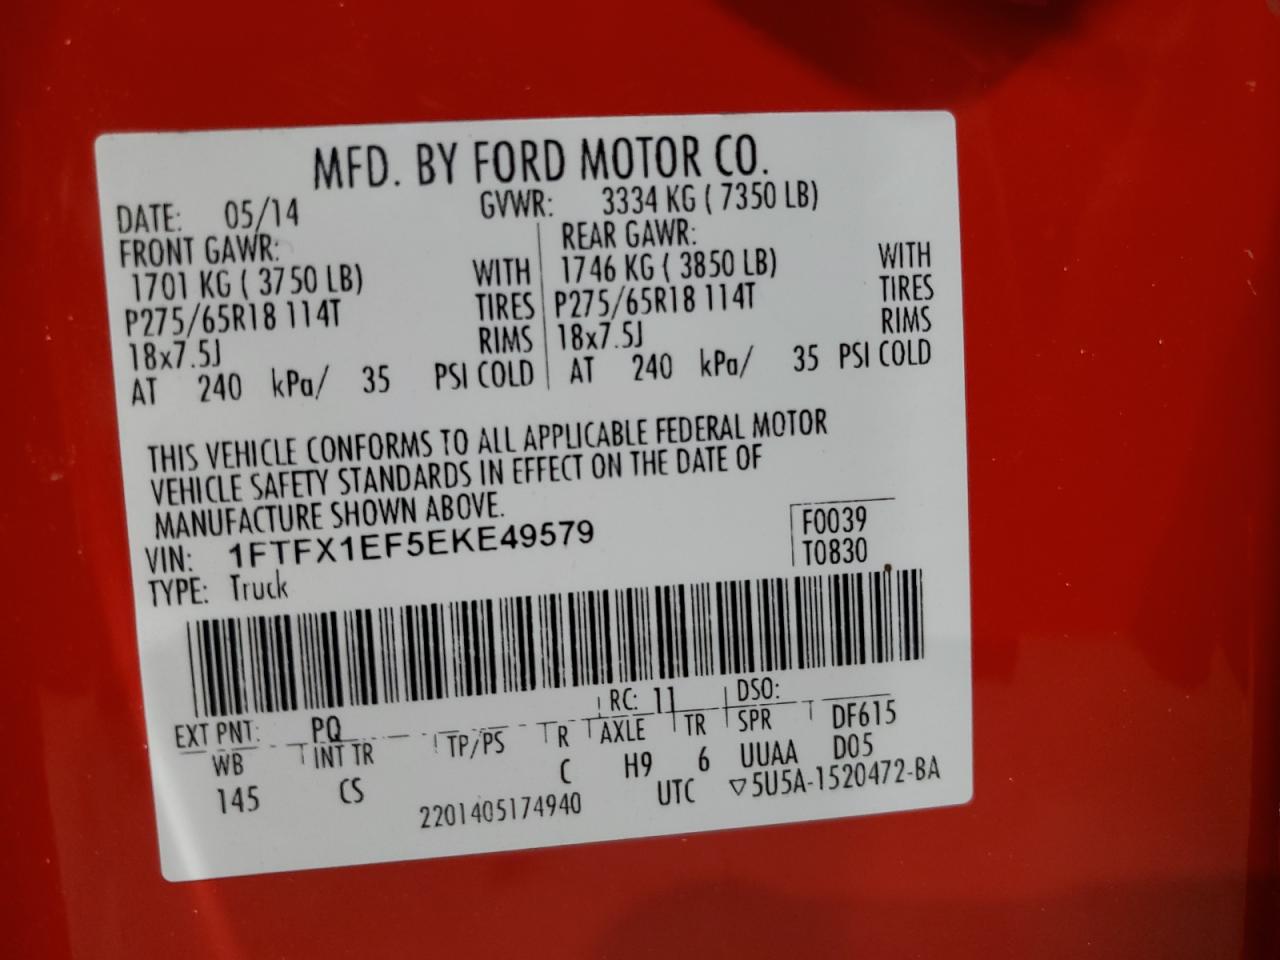 MFD. BY FORD MOTOR CO.
DATE: 05/14 GVWR: 3334 KG ( 7350 LB)
FRONT GAWR: REAR GAWR:
1701 KG ( 3750 LB) WITH 1746 KG ( 3850 LB) WITH
P275/65R18 114T TIRES P275/65R18 114T TIRES
18x7.5J RIMS 18x7.5J RIMS
AT 240 kPa/ 35 PSI COLD AT 240 kPa/ 35 PSI COLD
THIS VEHICLE CONFORMS TO ALL APPLICABLE FEDERAL MOTOR
VEHICLE SAFETY STANDARDS IN EFFECT ON THE DATE OF
MANUFACTURE SHOWN ABOVE.
VIN: 1FTFX1EF5EKE49579 F0039
TYPE: Truck T0830
EXT PNT: PQ RC: 11 DSO:
WB INT TR TP/PS R AXLE TR SPR DF615
145 CS C H9 6 UUAA D05
2201405174940 UTC ▽5U5A-1520472-BA